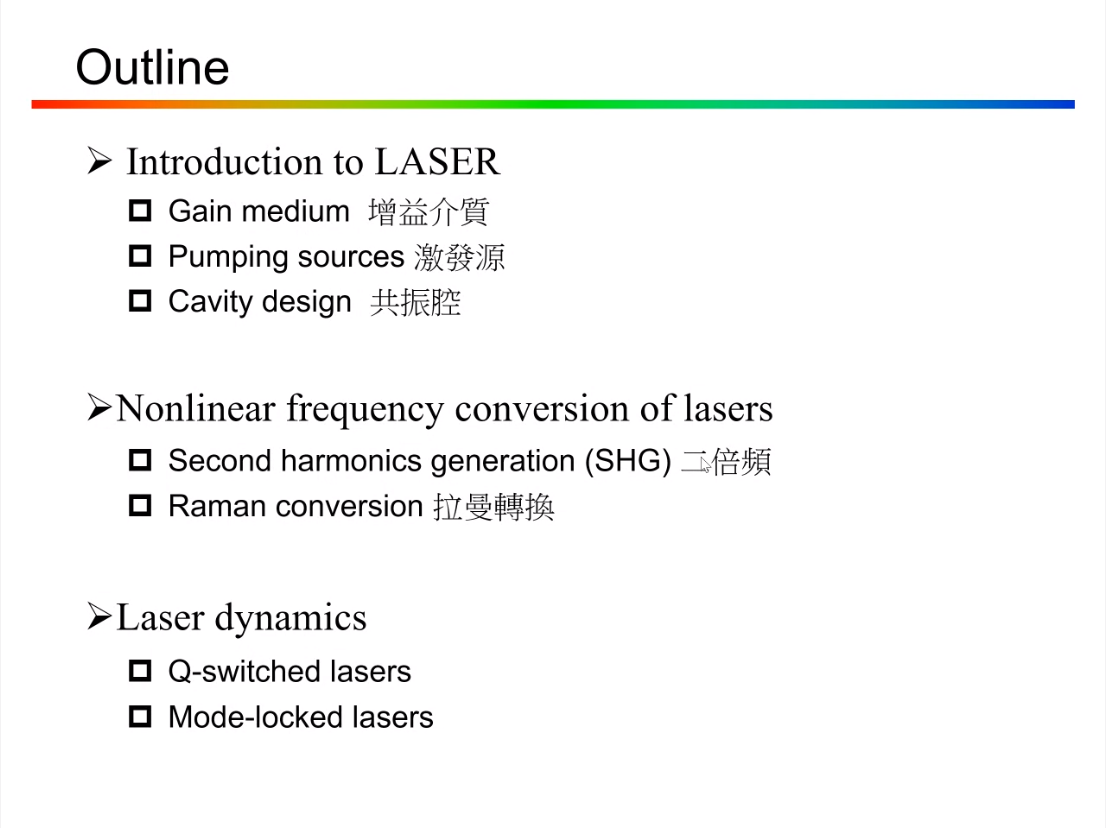 Outline
Introduction to LASER
Gain medium 增益介質
Pumping sources 激發源
Cavity design 共振腔
Nonlinear frequency conversion of lasers
Second harmonics generation (SHG) 二倍頻
Raman conversion 拉曼轉換
Laser dynamics
Q-switched lasers
Mode-locked lasers